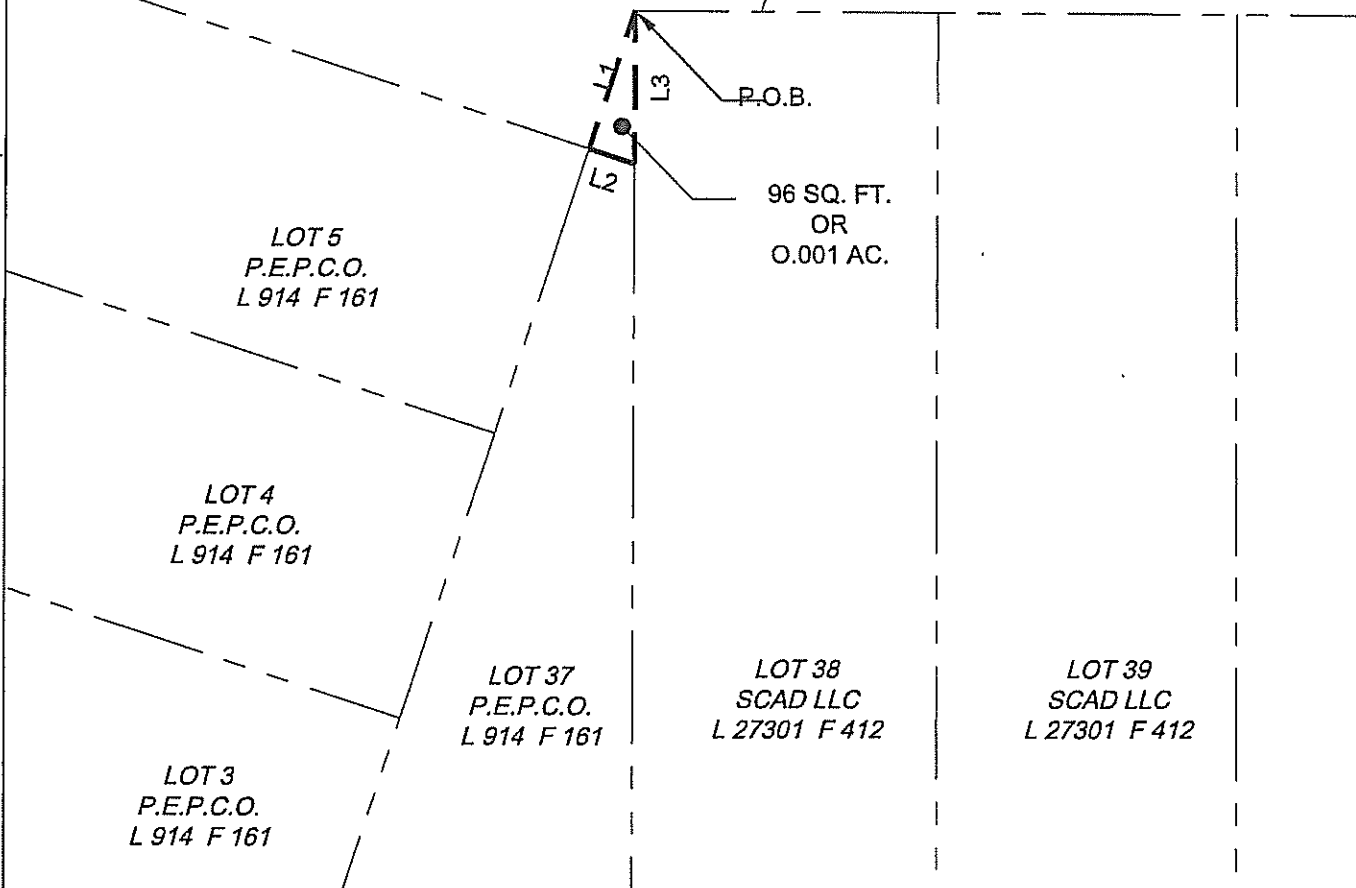 L1
L3
P.O.B.
L2
96 SQ. FT.
OR
O.001 AC.
LOT 5
P.E.P.C.O.
L 914 F 161
LOT 4
P.E.P.C.O.
L 914 F 161
LOT 37
P.E.P.C.O.
L 914 F 161
LOT 38
SCAD LLC
L 27301 F 412
LOT 39
SCAD LLC
L 27301 F 412
LOT 3
P.E.P.C.O.
L 914 F 161